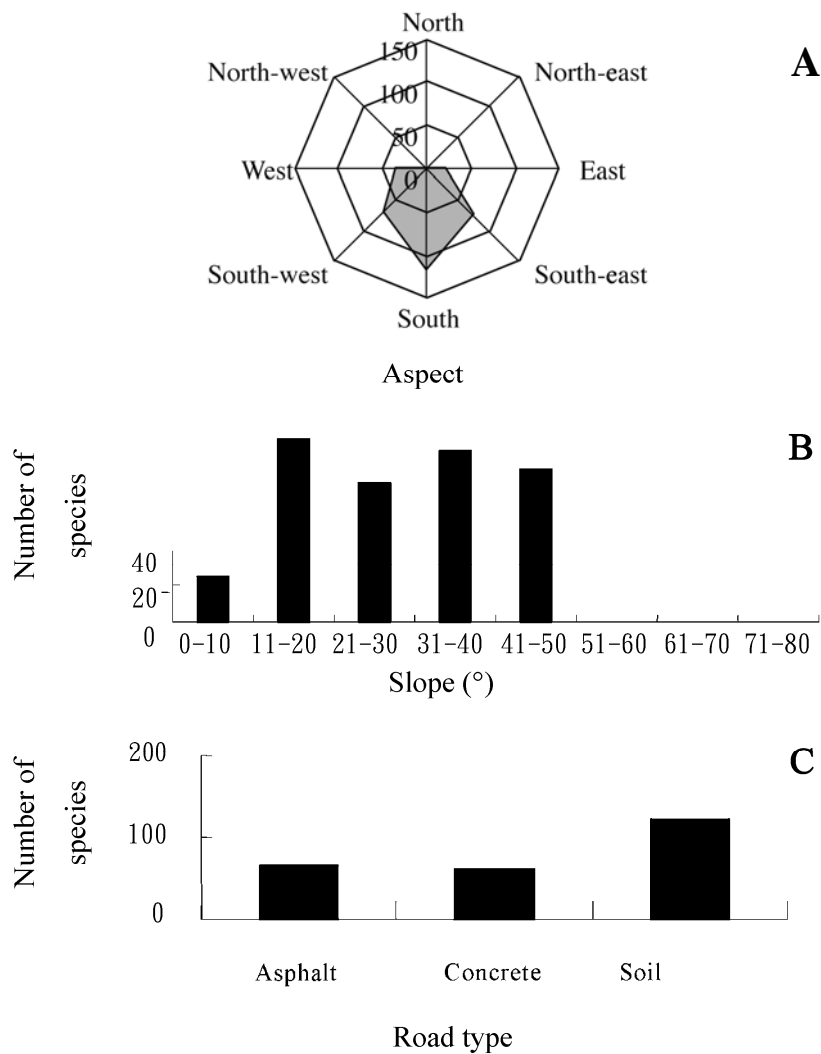 North
A
150
North-west
North-east
100
50
West
0
East
South-west
South-east
South
Aspect
B
Number of
species
40
20
0
0-10 11-20 21-30 31-40 41-50 51-60 61-70 71-80
Slope (°)
C
Number of
species
200
100
0
Asphalt Concrete Soil
Road type